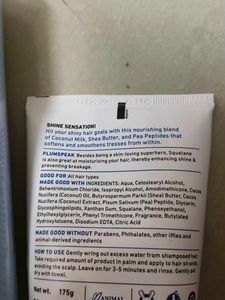 SHINE SENSATION!
Hit your shiny hair goals with this nourishing blend
of Coconut Milk, Shea Butter, and Pea Peptides that
softens and smoothens tresses from within.
PLUMSPEAK Besides being a skin-loving superhero, Squalane
is also great at moisturizing your hair, thereby enhancing shine &
preventing breakage.
GOOD FOR All hair types
MADE GOOD WITH INGREDIENTS: Aqua, Cetostearyl Alcohol,
Behentrimonium Chloride, Isopropyl Alcohol, Amodimethicone, Cocos
Nucifera (Coconut) Oil, Butyrospermum Parkii (Shea) Butter, Cocos
Nucifera (Coconut) Extract, Pisum Sativum (Pea) Peptide, Glycerin,
Glycosphingolipids, Xanthan Gum, Squalane, Phenoxyethanol,
Ethylhexylglycerin, Phenyl Trimethicone, Fragrance, Butylated
Hydroxytoluene, Disodium EDTA, Citric Acid
MADE GOOD WITHOUT Parabens, Phthalates, other iffies and
animal-derived ingredients
HOW TO USE Gently wring out excess water from shampooed hair
Take required amount of product in palm and apply to hair strands
avoiding the scalp. Leave on for 3-5 minutes and rinse. Gently
dry with towel.
Net wt. 175g
ANIMAL